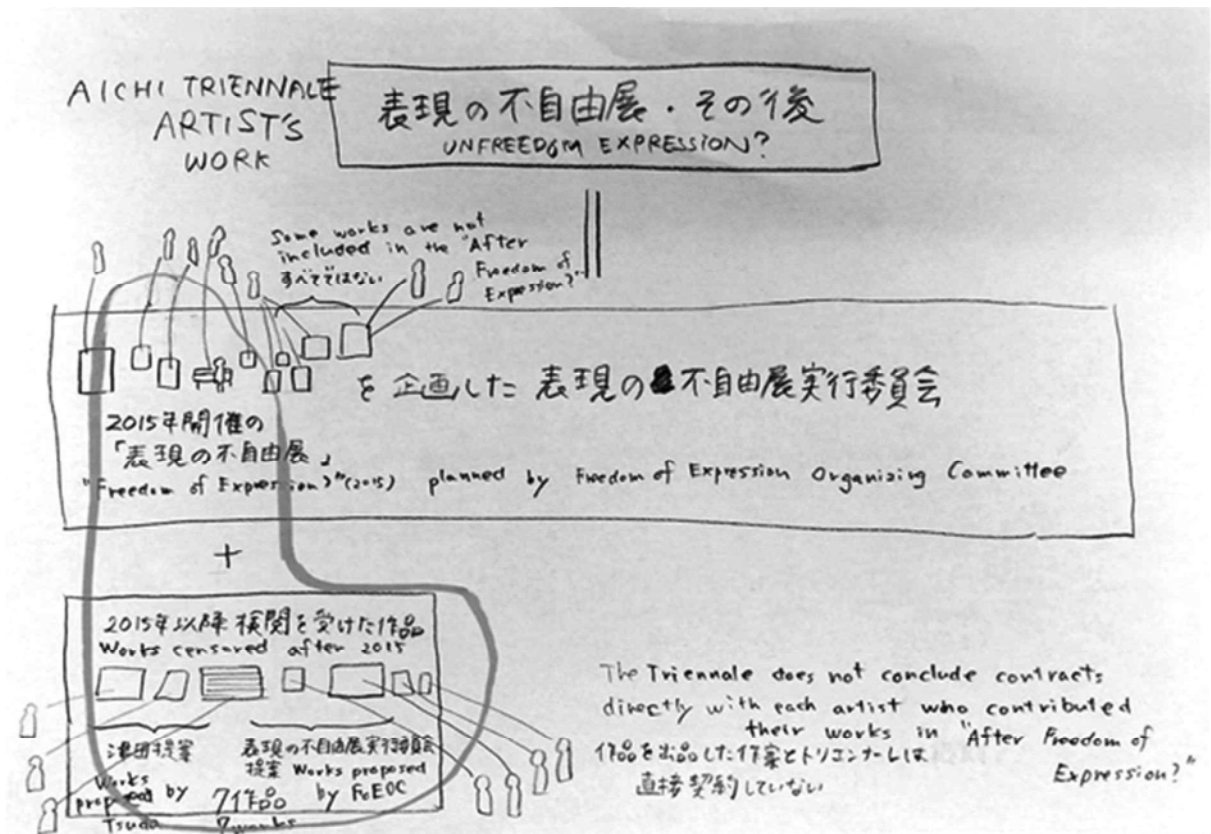 AICHI TRIENNALE
ARTIST'S
WORK
表現の不自由展・その後
UNFREEDOM EXPRESSION?
Some works are not
included in the "After
Freedom of
Expression?"
すべてではない
を企画した 表現の不自由展実行委員会
2015年開催の
「表現の不自由展」
"Freedom of Expression?"(2015) planned by Freedom of Expression Organizing Committee
+
2015年以降 検閲を受けた作品
Works censored after 2015
津田提案
Works
proposed by
Tsuda
7作品
7works
表現の不自由展実行委員会
提案 Works proposed
by FoEOC
The Triennale does not conclude contracts
directly with each artist who contributed
their works in "After Freedom of
Expression?"
作品を出品した作家とトリエンナーレは
直接契約していない